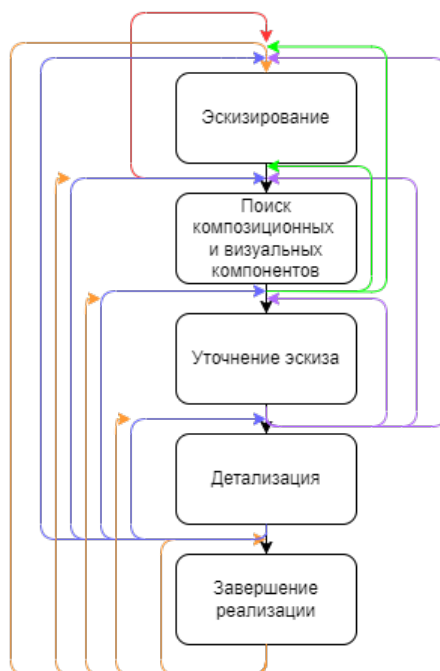 Эскизирование
Поиск
композиционных
и визуальных
компонентов
Уточнение эскиза
Детализация
Завершение
реализации